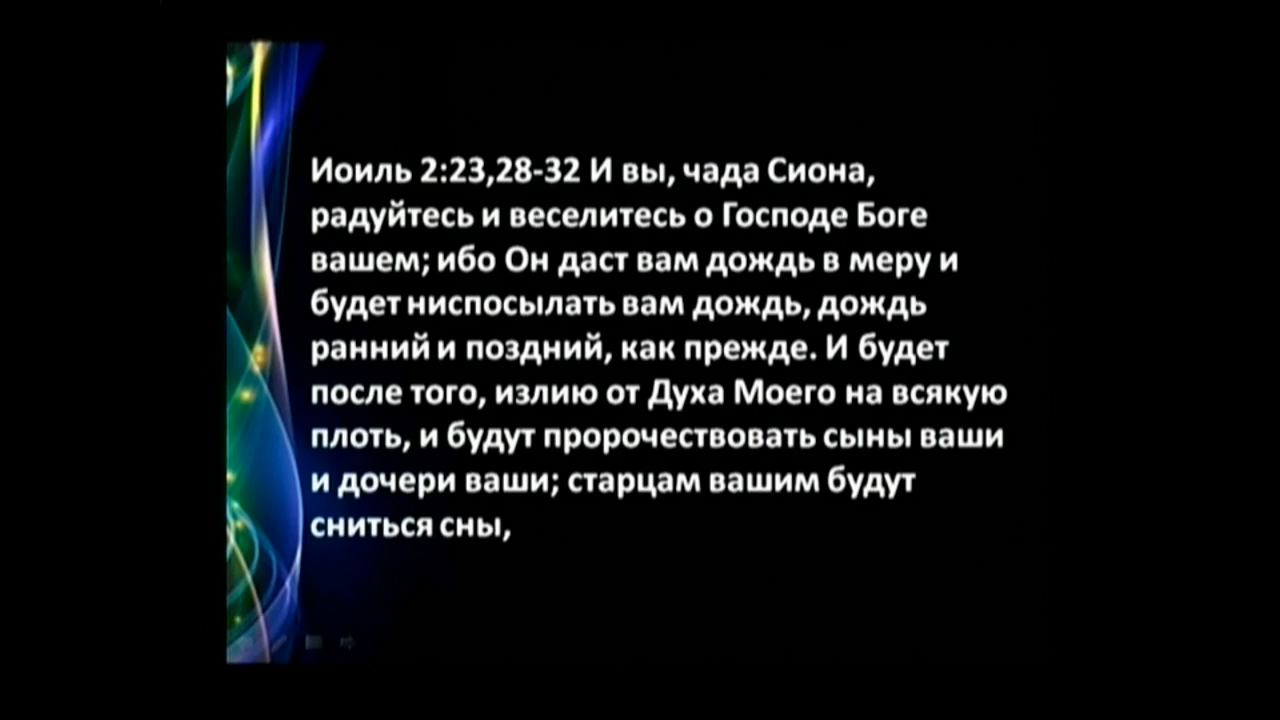 Иоиль 2:23,28-32 И вы, чада Сиона,
радуйтесь и веселитесь о Господе Боге
вашем; ибо Он даст вам дождь в меру и
будет ниспосылать вам дождь, дождь
ранний и поздний, как прежде. И будет
после того, излию от Духа Моего на всякую
плоть, и будут пророчествовать сыны ваши
и дочери ваши; старцам вашим будут
сниться сны,